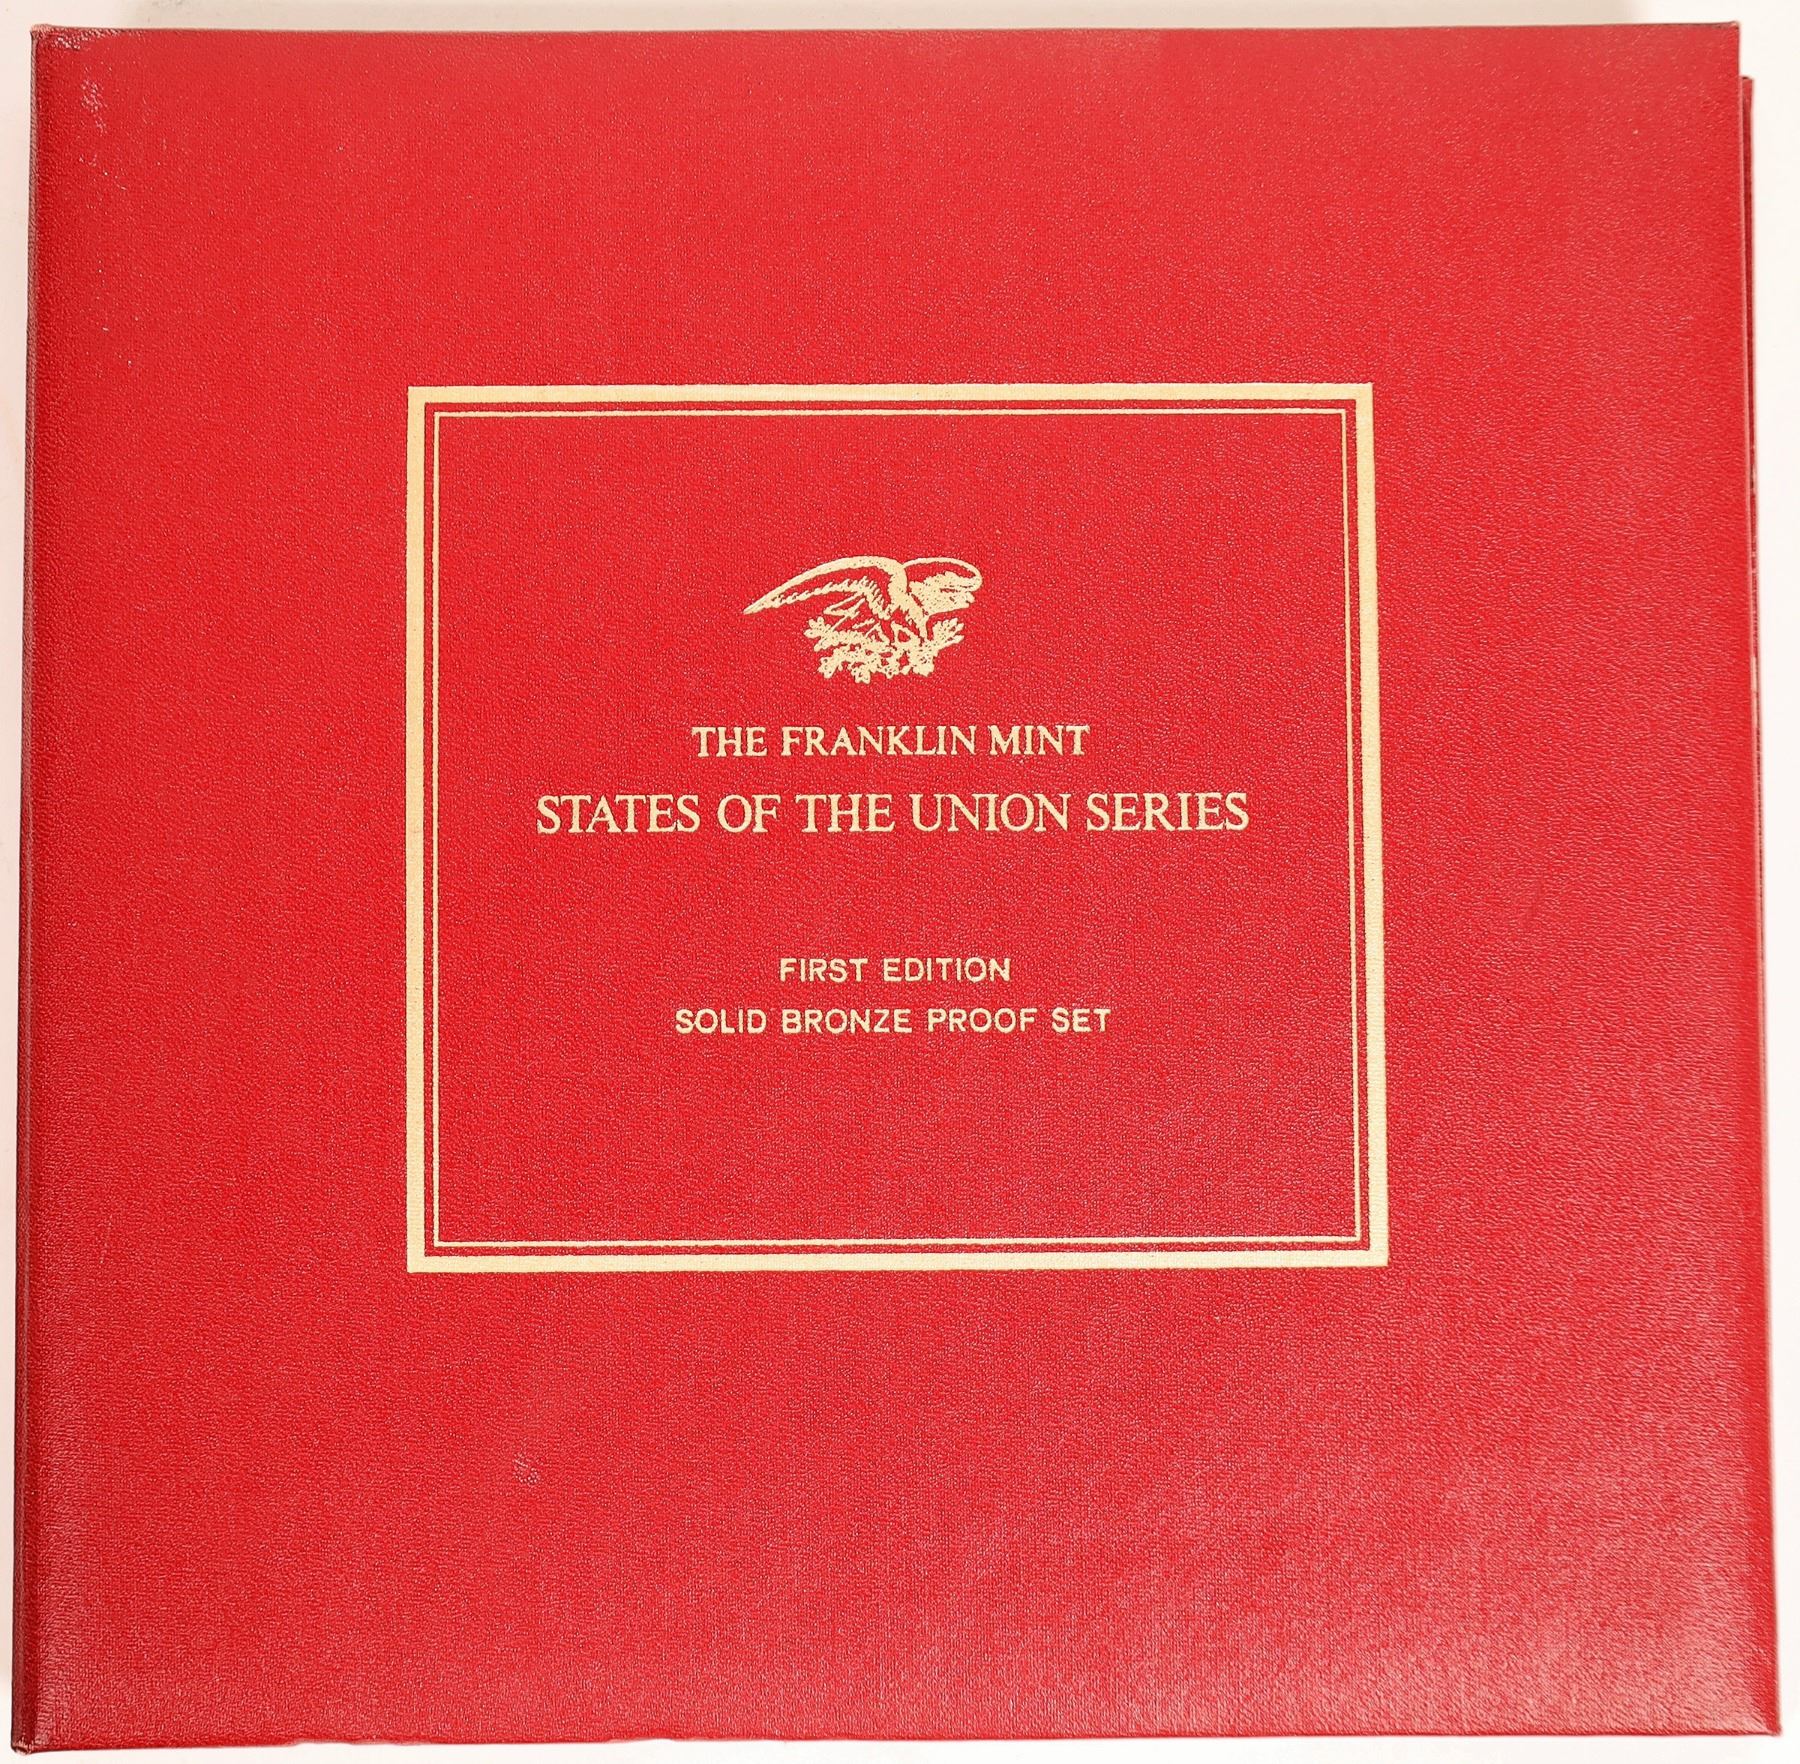 THE FRANKLIN MINT
STATES OF THE UNION SERIES
FIRST EDITION
SOLID BRONZE PROOF SET